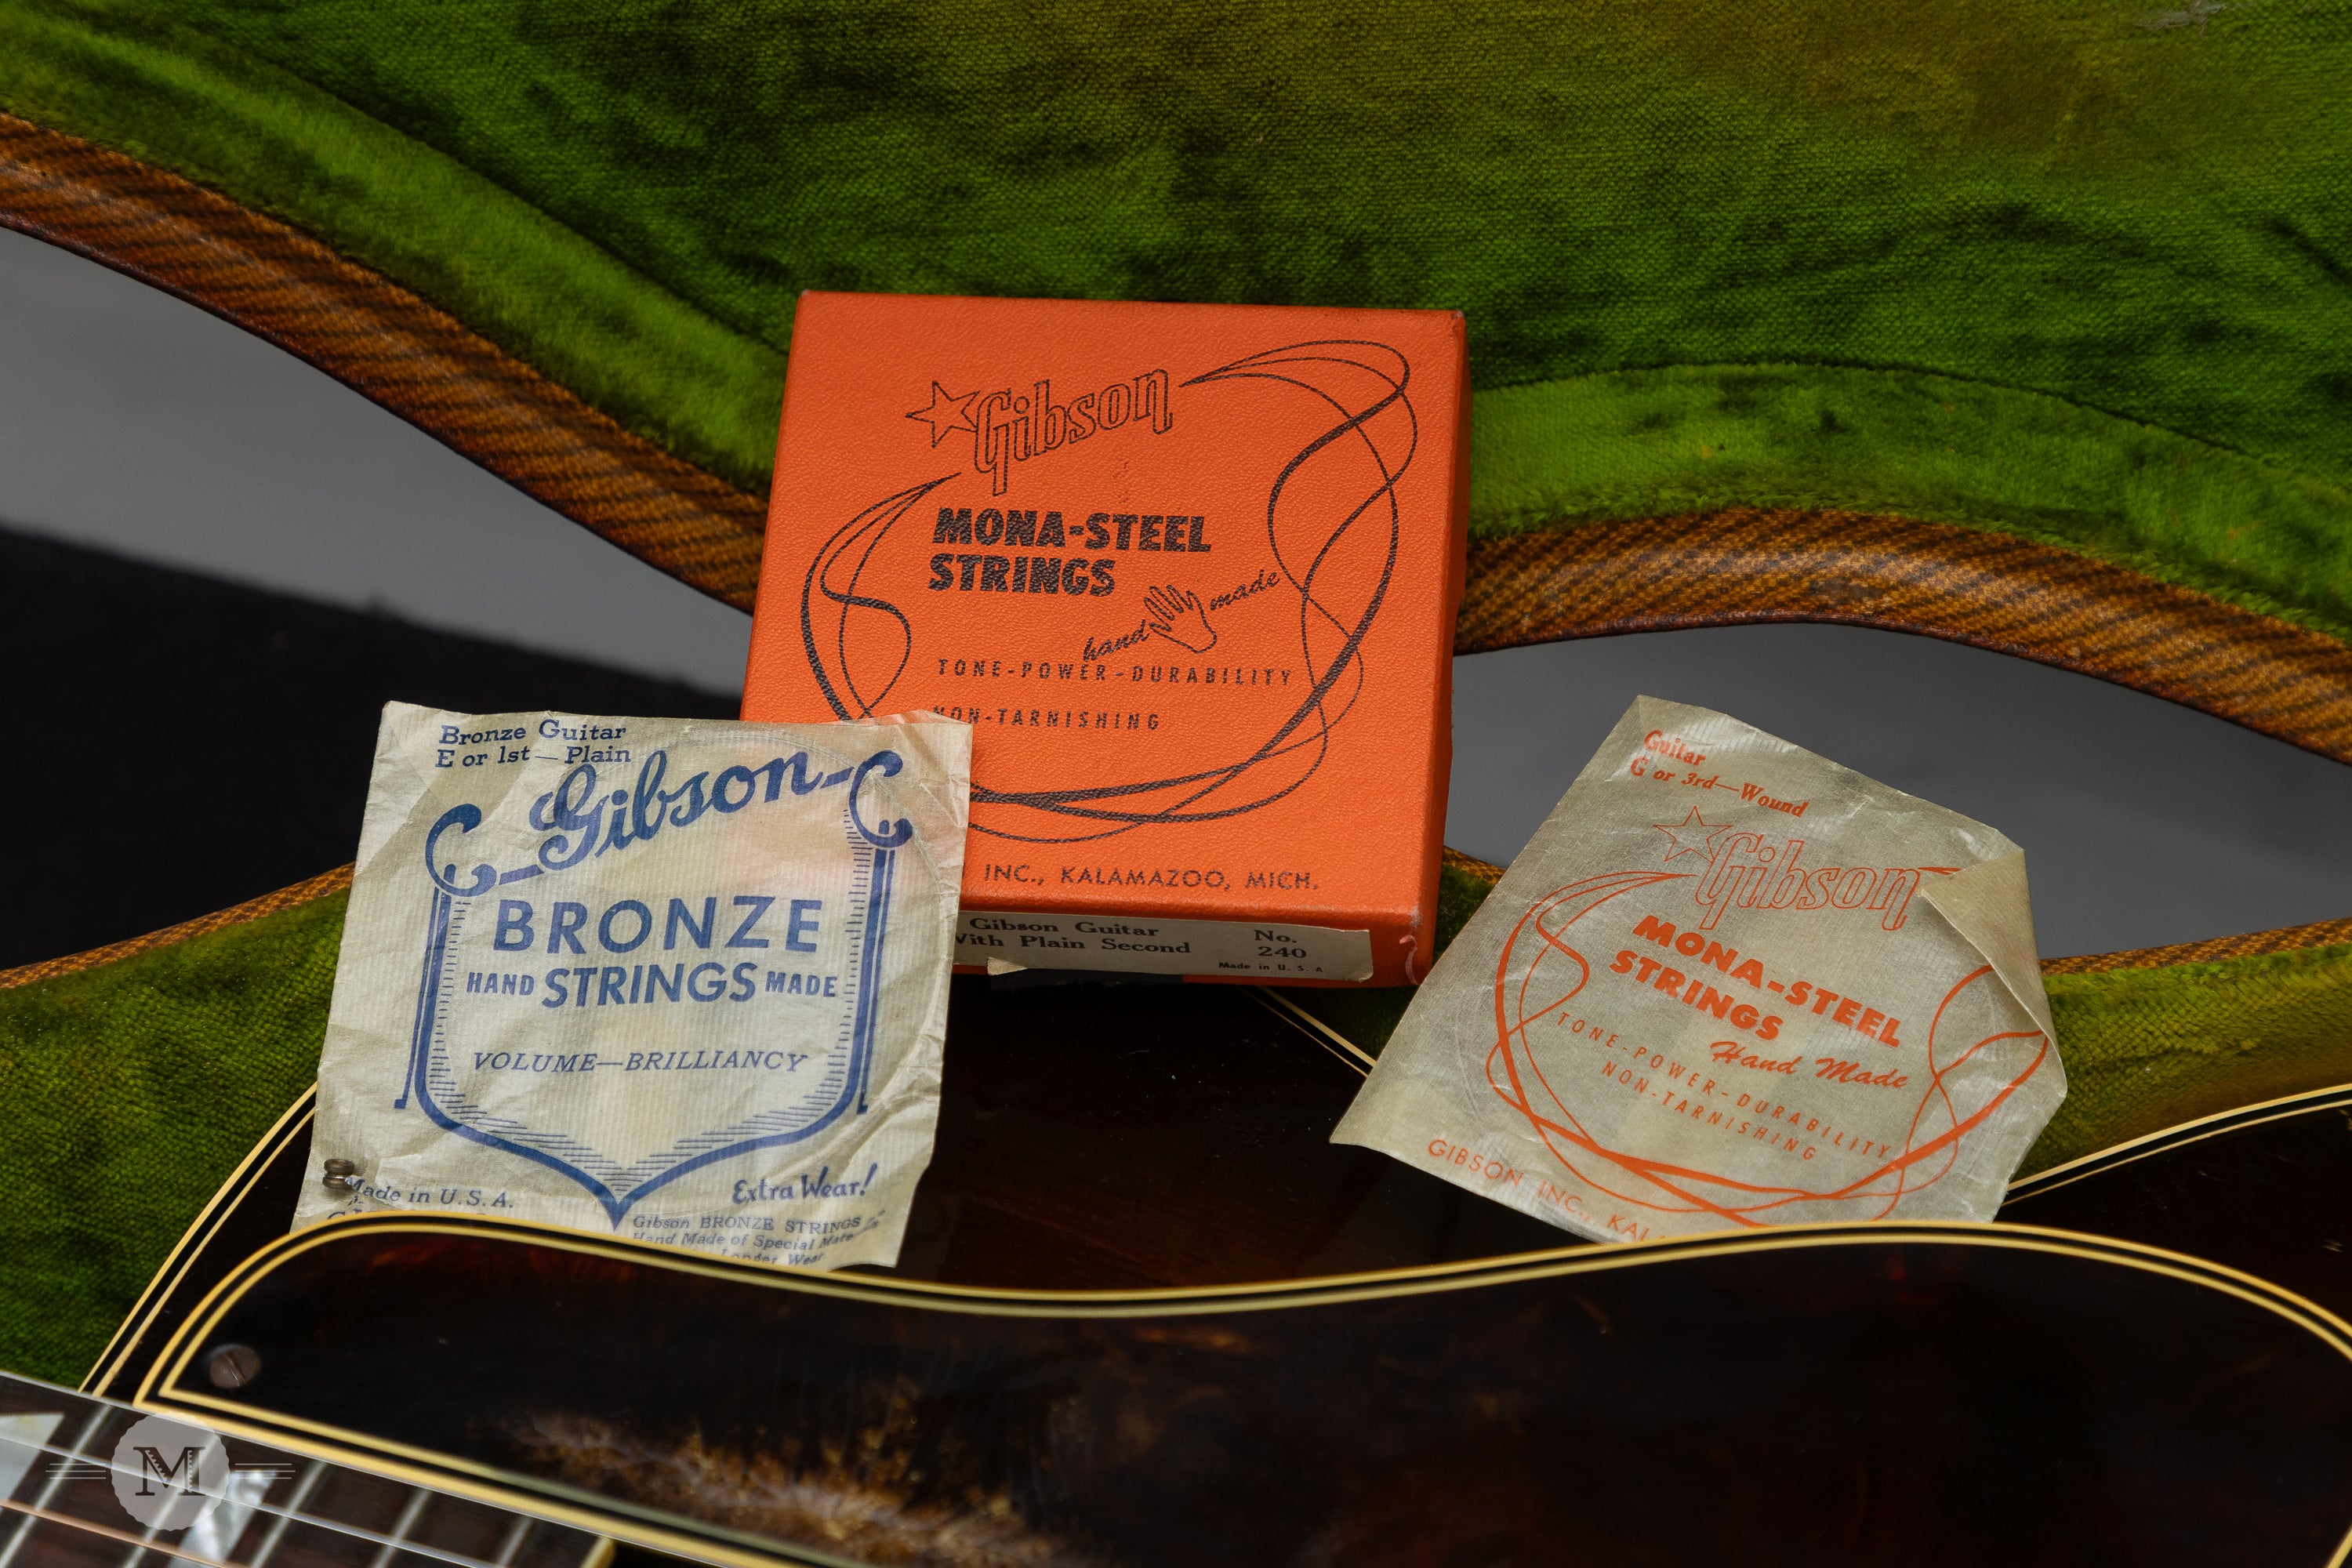 Gibson
MONA-STEEL
STRINGS
hand made
TONE-POWER-DURABILITY
NON-TARNISHING
INC., KALAMAZOO, MICH.
Gibson Guitar
With Plain Second
No.
240
Made in U. S. A.
Bronze Guitar
E or 1st—Plain
Gibson
BRONZE
HAND STRINGS MADE
VOLUME—BRILLIANCY
Extra Wear!
Made in U.S.A.
Gibson BRONZE STRINGS
Hand Made of Special
Longer Wear
Guitar
G or 3rd—Wound
Gibson
MONA-STEEL
STRINGS
Hand Made
TONE-POWER-DURABILITY
NON-TARNISHING
GIBSON INC., KAL
M